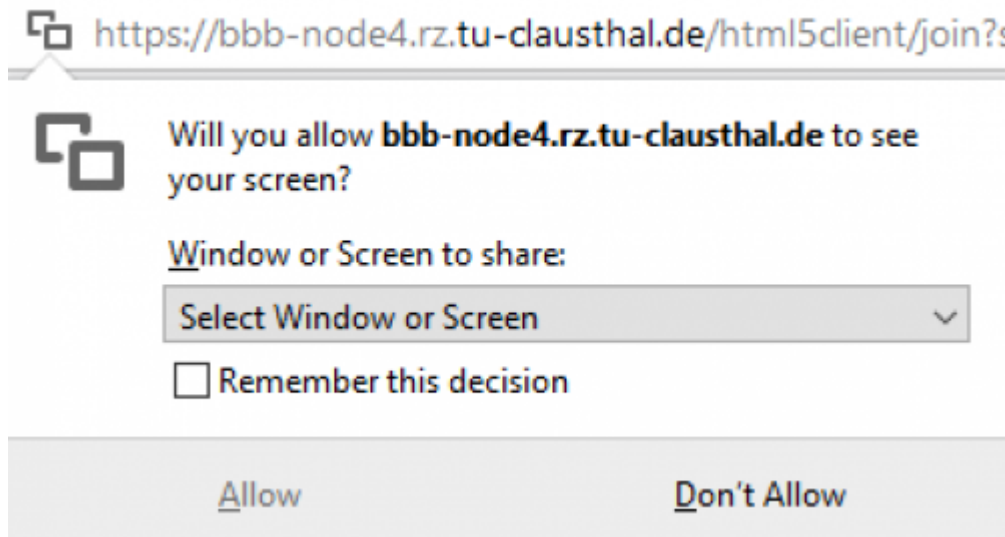 https://bbb-node4.rz.tu-clausthal.de/html5client/join?s
Will you allow bbb-node4.rz.tu-clausthal.de to see
your screen?
Window or Screen to share:
Select Window or Screen
Remember this decision
Allow
Don't Allow